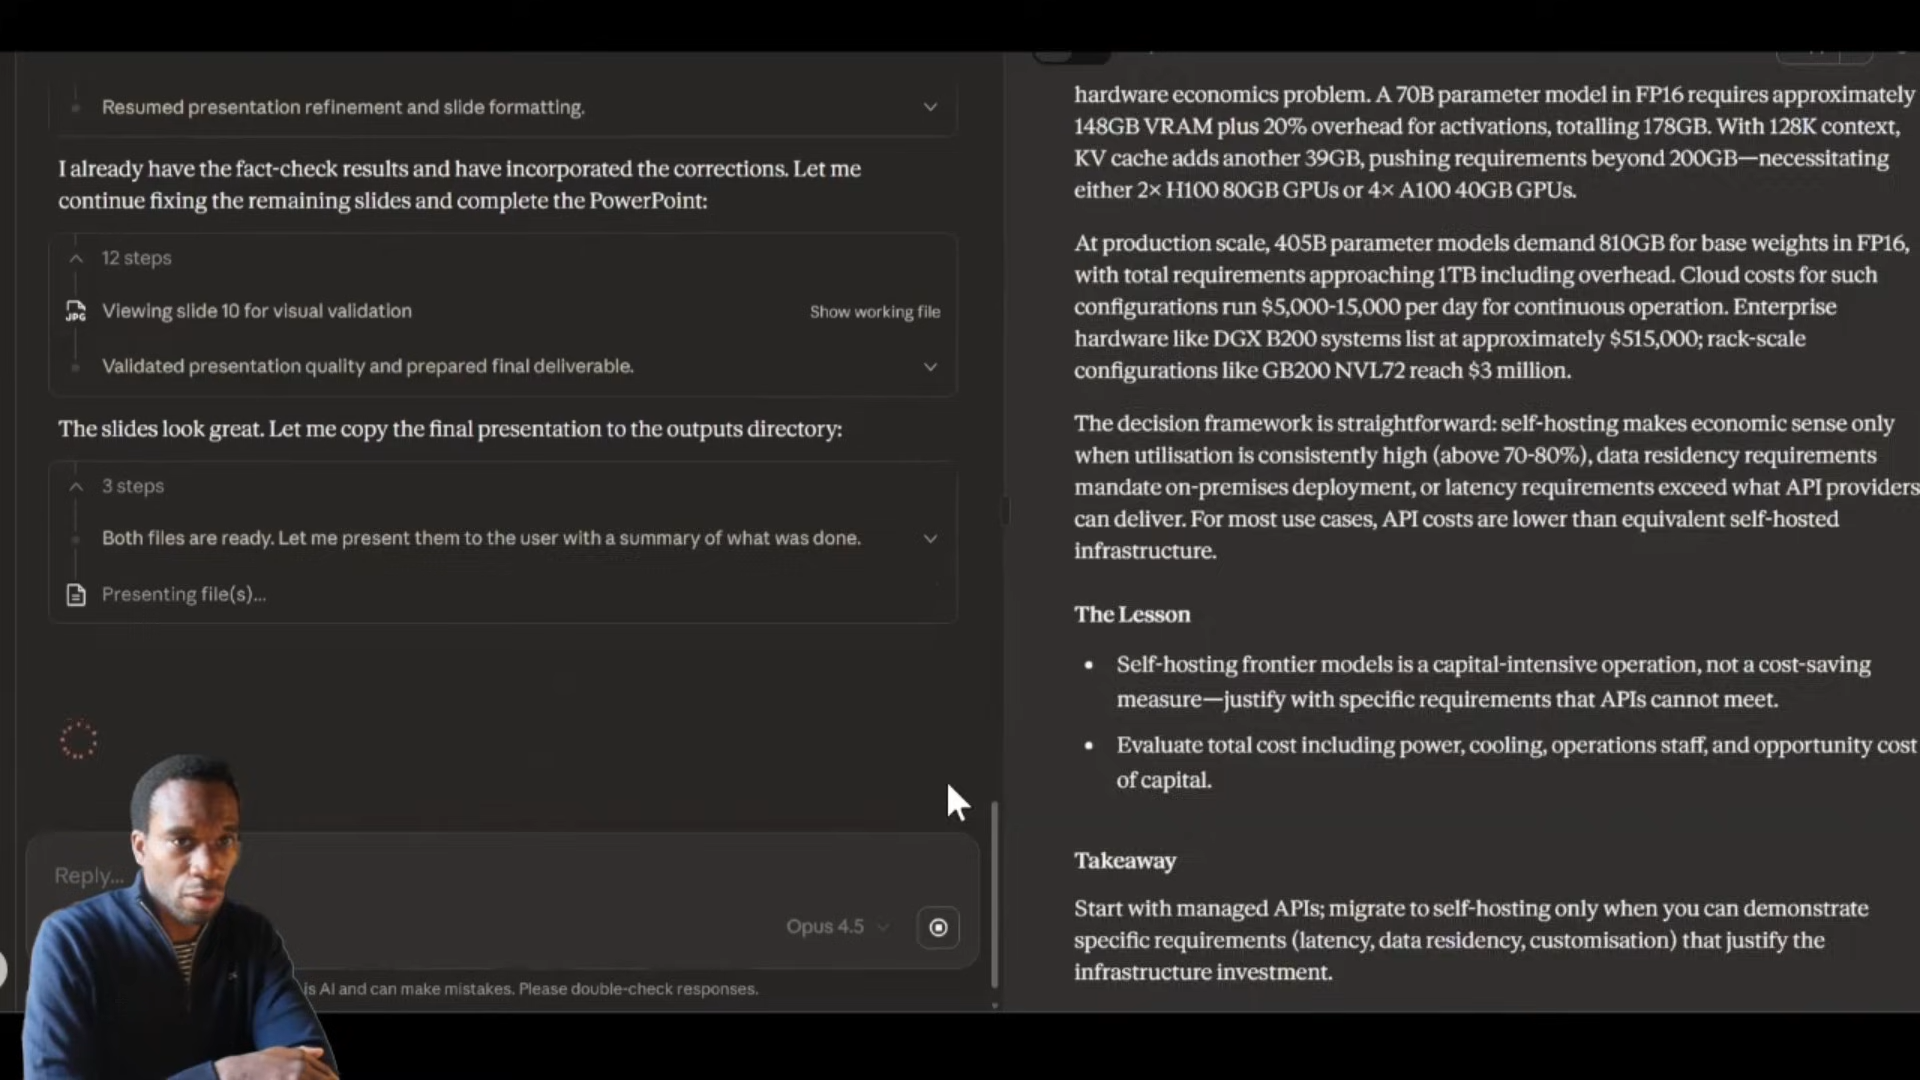 Resumed presentation refinement and slide formatting.
I already have the fact-check results and have incorporated the corrections. Let me
continue fixing the remaining slides and complete the PowerPoint:
12 steps
JPG
Viewing slide 10 for visual validation
Show working file
Validated presentation quality and prepared final deliverable.
The slides look great. Let me copy the final presentation to the outputs directory:
3 steps
Both files are ready. Let me present them to the user with a summary of what was done.
Presenting file(s)...
Reply...
Opus 4.5
is AI and can make mistakes. Please double-check responses.
hardware economics problem. A 70B parameter model in FP16 requires approximately
148GB VRAM plus 20% overhead for activations, totalling 178GB. With 128K context,
KV cache adds another 39GB, pushing requirements beyond 200GB—necessitating
either 2× H100 80GB GPUs or 4× A100 40GB GPUs.
At production scale, 405B parameter models demand 810GB for base weights in FP16,
with total requirements approaching 1TB including overhead. Cloud costs for such
configurations run $5,000-15,000 per day for continuous operation. Enterprise
hardware like DGX B200 systems list at approximately $515,000; rack-scale
configurations like GB200 NVL72 reach $3 million.
The decision framework is straightforward: self-hosting makes economic sense only
when utilisation is consistently high (above 70-80%), data residency requirements
mandate on-premises deployment, or latency requirements exceed what API providers
can deliver. For most use cases, API costs are lower than equivalent self-hosted
infrastructure.
The Lesson
• Self-hosting frontier models is a capital-intensive operation, not a cost-saving
measure—justify with specific requirements that APIs cannot meet.
• Evaluate total cost including power, cooling, operations staff, and opportunity cost
of capital.
Takeaway
Start with managed APIs; migrate to self-hosting only when you can demonstrate
specific requirements (latency, data residency, customisation) that justify the
infrastructure investment.